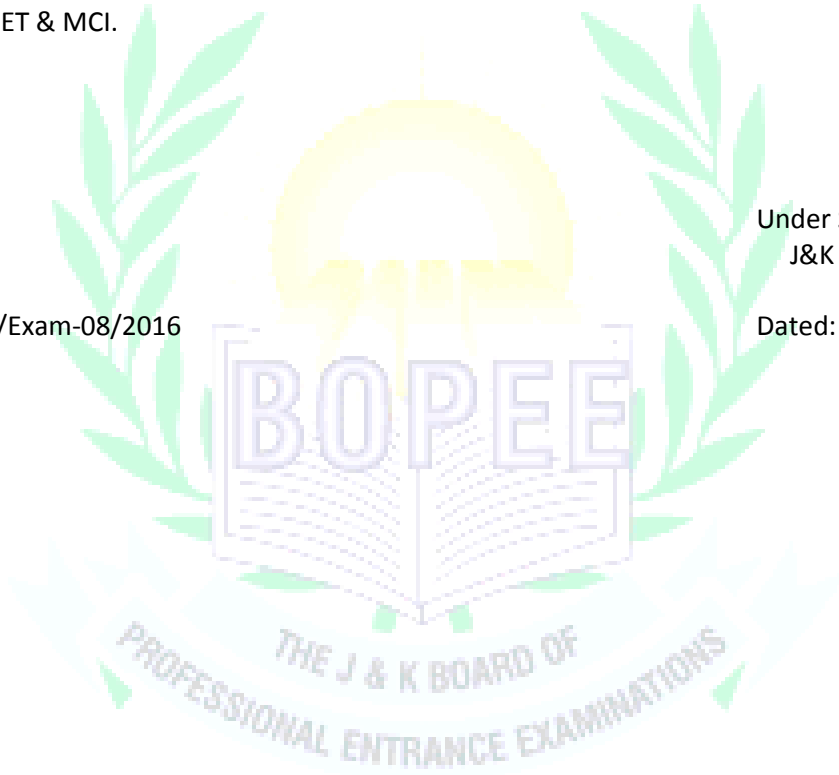 ET & MCI.
Under
J&K
/Exam-08/2016
Dated:
BOPEE
THE J & K BOARD OF
PROFESSIONAL ENTRANCE EXAMINATIONS